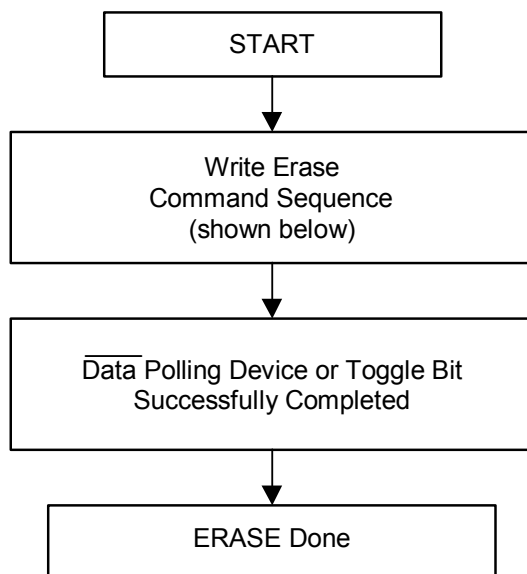 START
Write Erase
Command Sequence
(shown below)
Data Polling Device or Toggle Bit
Successfully Completed
ERASE Done